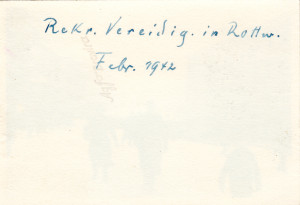 Rekr. Vereidig. in Rottw.
Febr. 1942